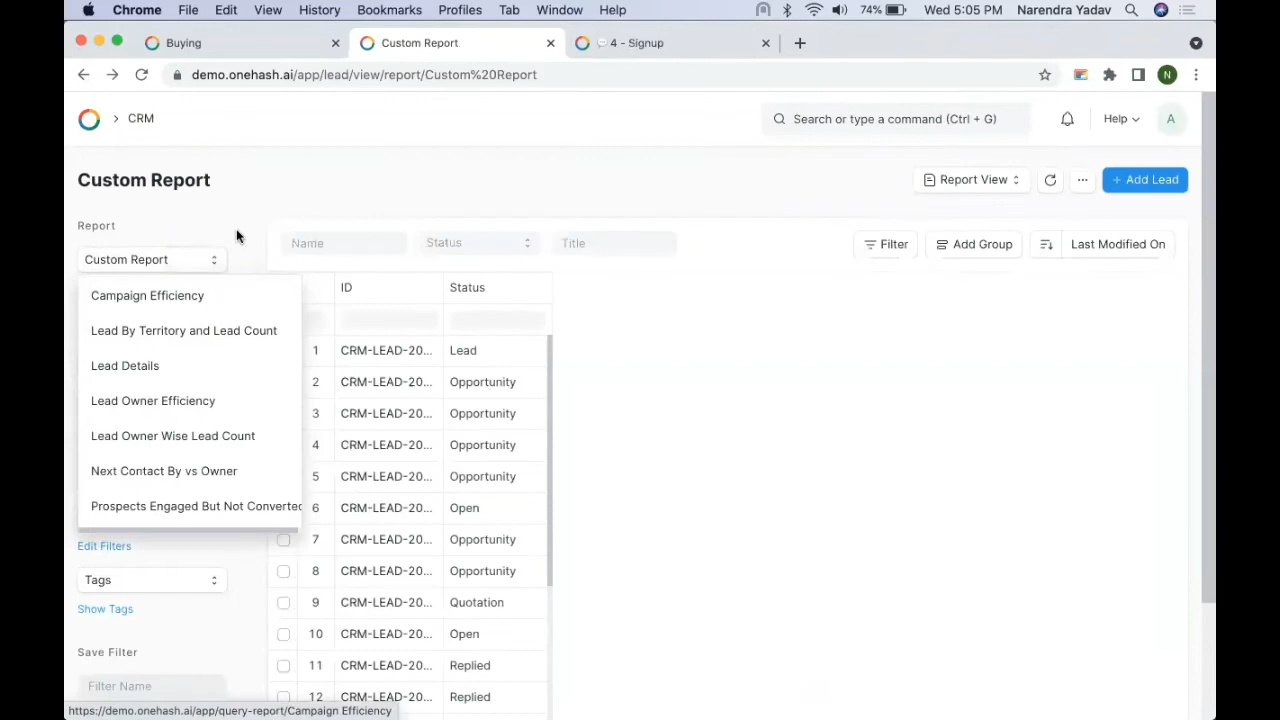 Chrome File Edit View History Bookmarks Profiles Tab Window Help 74% Wed 5:05 PM Narendra Yadav
Buying
Custom Report
4 - Signup
demo.onehash.ai/app/lead/view/report/Custom%20Report
N
CRM
Search or type a command (Ctrl + G)
Help
A
Custom Report
Report View
...
+ Add Lead
Report
Custom Report
Campaign Efficiency
Lead By Territory and Lead Count
Lead Details
Lead Owner Efficiency
Lead Owner Wise Lead Count
Next Contact By vs Owner
Prospects Engaged But Not Converted
Edit Filters
Tags
Show Tags
Save Filter
Filter Name
Name Status Title
Filter Add Group Last Modified On
ID Status
1 CRM-LEAD-20... Lead
2 CRM-LEAD-20... Opportunity
3 CRM-LEAD-20... Opportunity
4 CRM-LEAD-20... Opportunity
5 CRM-LEAD-20... Opportunity
6 CRM-LEAD-20... Open
7 CRM-LEAD-20... Opportunity
8 CRM-LEAD-20... Opportunity
9 CRM-LEAD-20... Quotation
10 CRM-LEAD-20... Open
11 CRM-LEAD-20... Replied
12 CRM-LEAD-20... Replied
https://demo.onehash.ai/app/query-report/Campaign Efficiency